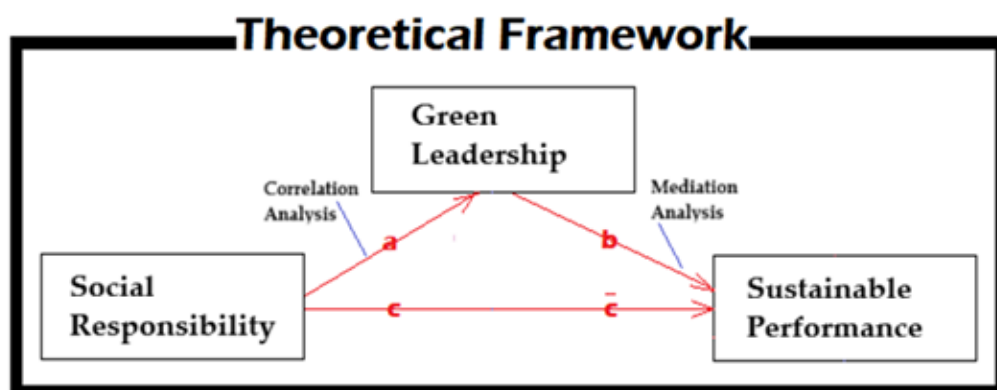 Theoretical Framework
Green
Leadership
Correlation
Analysis
Mediation
Analysis
a
b
Social
Responsibility
c
c̄
Sustainable
Performance